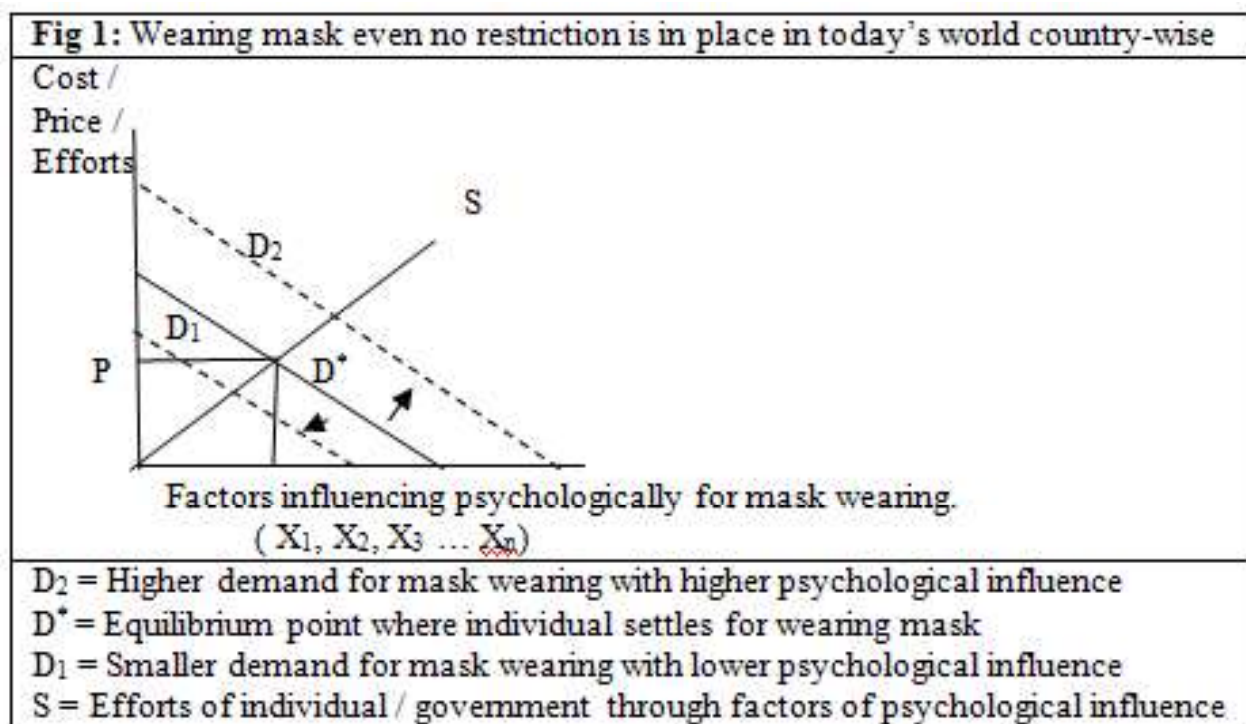 Fig 1: Wearing mask even no restriction is in place in today's world country-wise
Cost /
Price /
Efforts
S
D2
D1
P
D*
Factors influencing psychologically for mask wearing.
( X1, X2, X3 ... Xn)
D2 = Higher demand for mask wearing with higher psychological influence
D* = Equilibrium point where individual settles for wearing mask
D1 = Smaller demand for mask wearing with lower psychological influence
S = Efforts of individual / government through factors of psychological influence